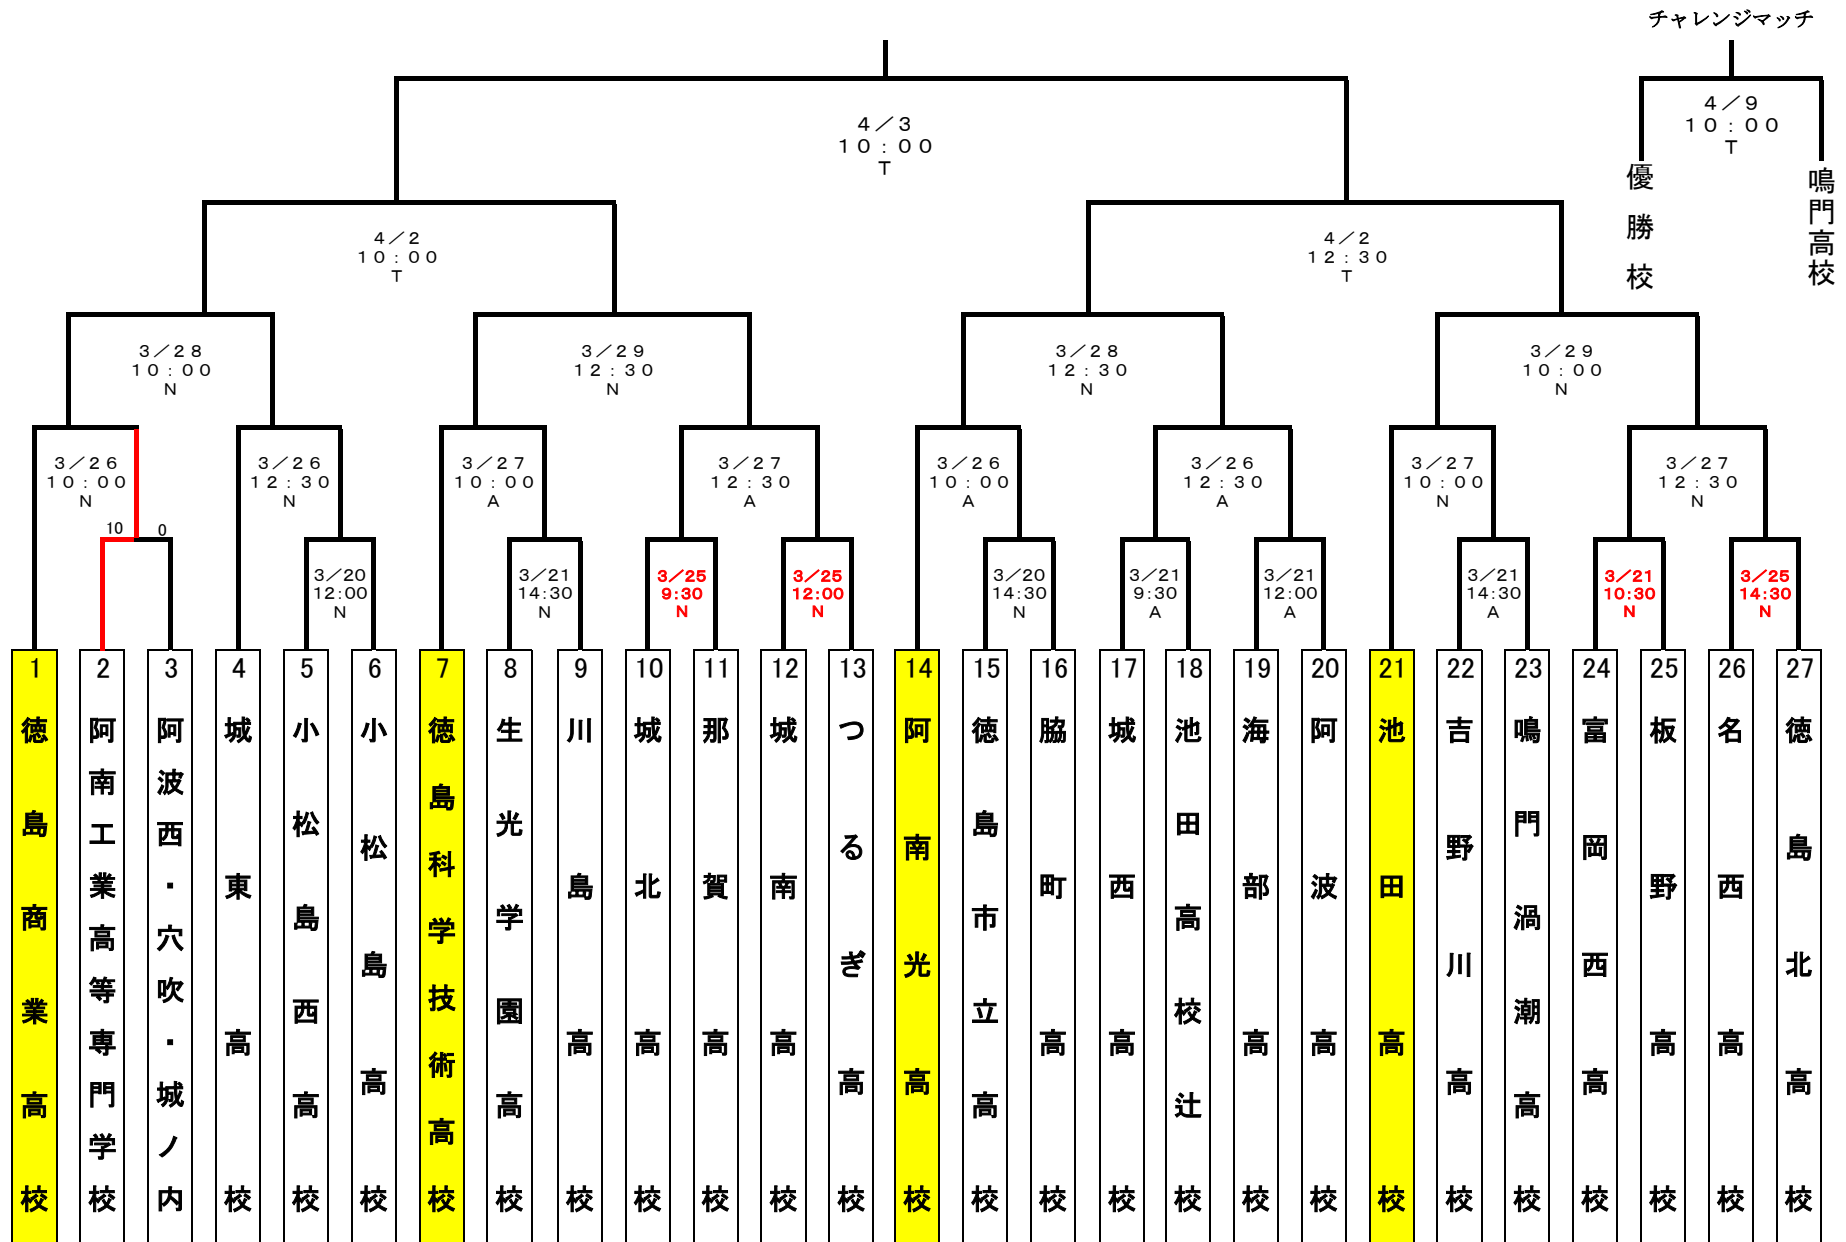 チャレンジマッチ
４／９
１０：００
Ｔ
優勝校
鳴門高校
４／３
１０：００
Ｔ
４／２
１０：００
Ｔ
４／２
１２：３０
Ｔ
３／２８
１０：００
Ｎ
３／２９
１２：３０
Ｎ
３／２８
１２：３０
Ｎ
３／２９
１０：００
Ｎ
３／２６
１０：００
Ｎ
３／２６
１２：３０
Ｎ
３／２７
１０：００
Ａ
３／２７
１２：３０
Ａ
３／２６
１０：００
Ａ
３／２６
１２：３０
Ａ
３／２７
１０：００
Ｎ
３／２７
１２：３０
Ｎ
10
0
3／20
12:00
N
3／21
14:30
N
3／25
9:30
N
3／25
12:00
N
3／20
14:30
N
3／21
9:30
A
3／21
12:00
A
3／21
14:30
A
3／21
10:30
N
3／25
14:30
N
1
徳島商業高校
2
阿南工業高等専門学校
3
阿波西・穴吹・城ノ内
4
城東高校
5
小松島西高校
6
小松島高校
7
徳島科学技術高校
8
生光学園高校
9
川島高校
10
城北高校
11
那賀高校
12
城南高校
13
つるぎ高校
14
阿南光高校
15
徳島市立高校
16
脇町高校
17
城西高校
18
池田高校辻校
19
海部高校
20
阿波高校
21
池田高校
22
吉野川高校
23
鳴門渦潮高校
24
富岡西高校
25
板野高校
26
名西高校
27
徳島北高校